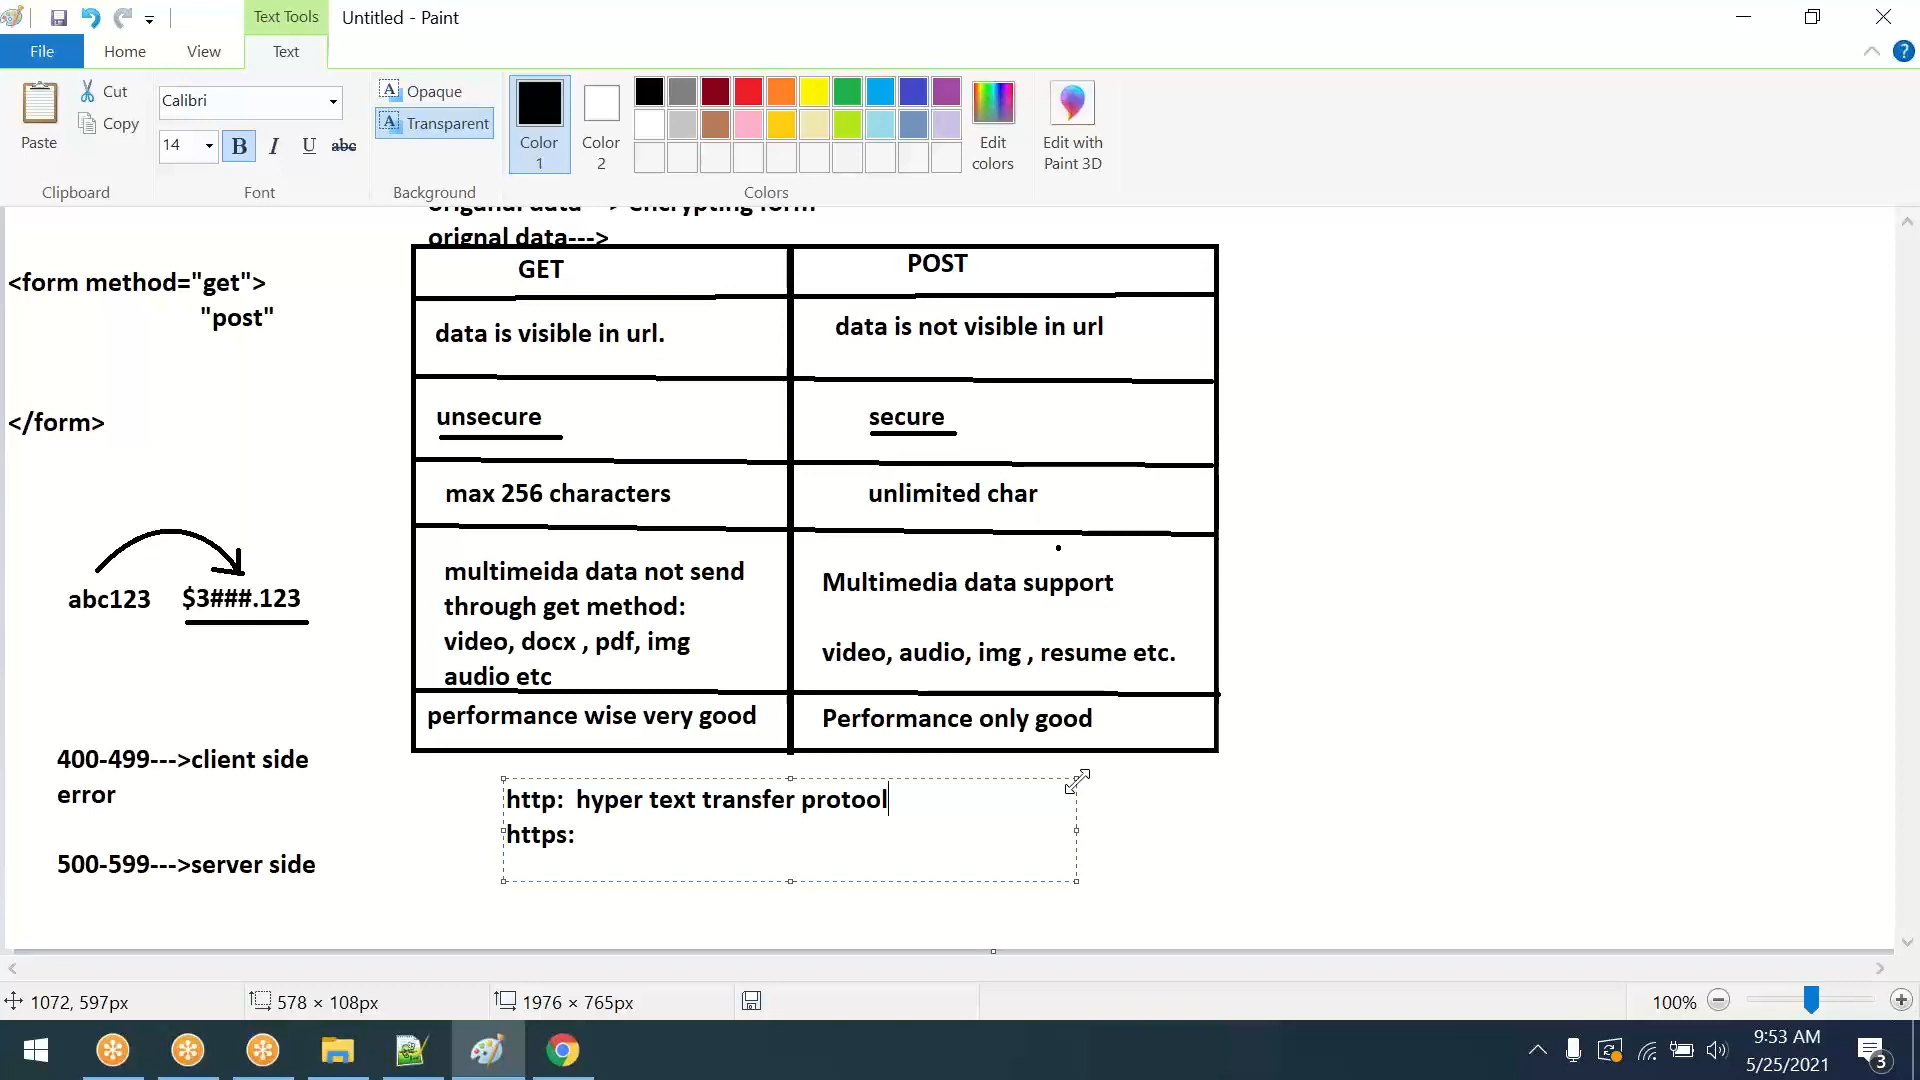 Text Tools
Untitled - Paint
File
Home
View
Text
Paste
Cut
Copy
Clipboard
Calibri
14
B I U abc
Font
Opaque
Transparent
Background
Color
1
Color
2
Edit
colors
Edit with
Paint 3D
Colors
origanal data---> encrypting form
orignal data--->
<form method="get">
"post"
</form>
abc123 $3###.123
400-499--->client side
error
500-599--->server side
GET
POST
data is visible in url.
data is not visible in url
unsecure
secure
max 256 characters
unlimited char
multimeida data not send
through get method:
video, docx , pdf, img
audio etc
Multimedia data support
video, audio, img , resume etc.
performance wise very good
Performance only good
http:  hyper text transfer protool
https:
1072, 597px
578 × 108px
1976 × 765px
100%
9:53 AM
5/25/2021
3